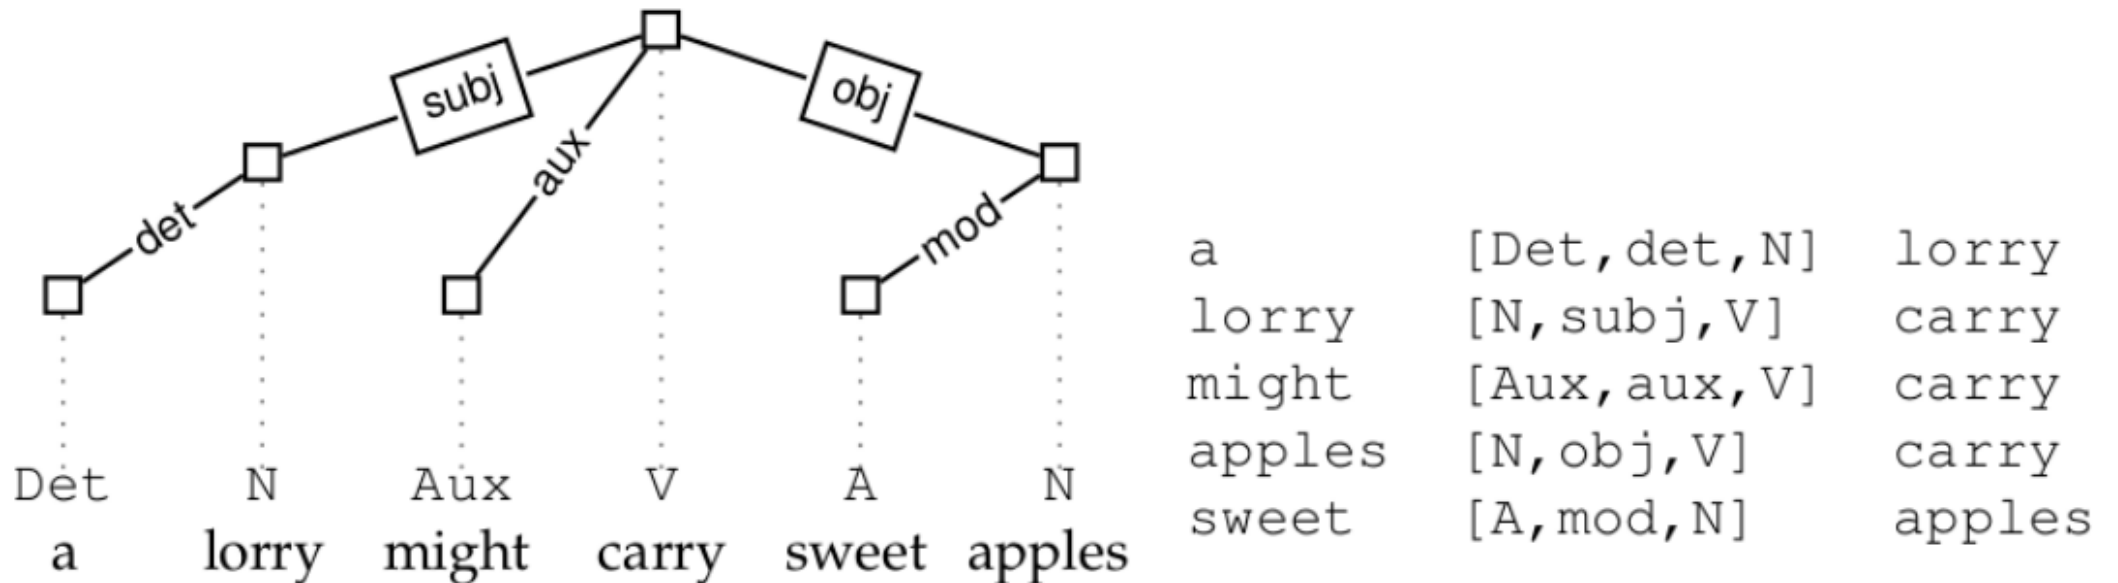 subj
obj
aux
det
mod
Det N Aux V A N
a lorry might carry sweet apples
a [Det,det,N] lorry
lorry [N,subj,V] carry
might [Aux,aux,V] carry
apples [N,obj,V] carry
sweet [A,mod,N] apples